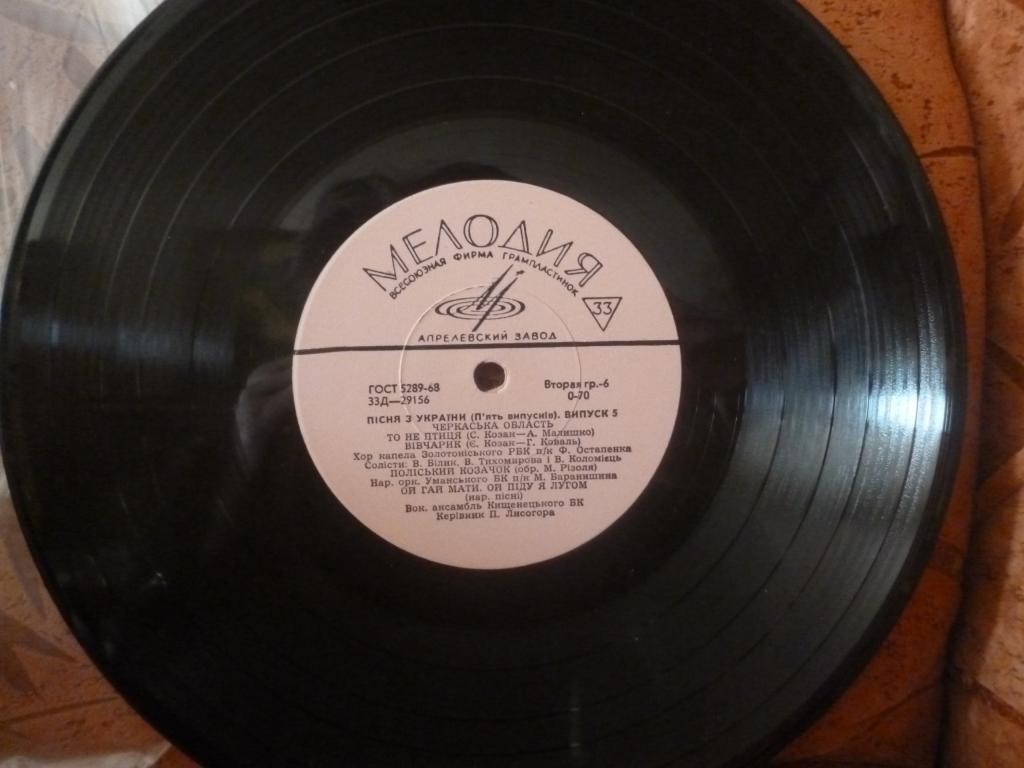 МЕЛОДИЯ
ВСЕСОЮЗНАЯ ФИРМА ГРАМПЛАСТИНОК
33
АПРЕЛЕВСКИЙ ЗАВОД
ГОСТ 5289-68 Вторая гр.-6
33Д—29156 0-70
ПІСНЯ З УКРАЇНИ (П'ять випусків). ВИПУСК 5
ЧЕРКАСЬКА ОБЛАСТЬ
ТО НЕ ПТИЦЯ (С. Козак—А. Малишко)
ВІВЧАРИК (Є. Козак—Г. Коваль)
Хор капела Золотоніського РБК п/к Ф. Остапенка
Солісти: В. Білик, В. Тихомирова і В. Коломієць
ПОЛІСЬКИЙ КОЗАЧОК (обр. М. Різоля)
Нар. орк. Уманського БК п/к М. Баранишина
ОЙ ГАЙ МАТИ. ОЙ ПІДУ Я ЛУГОМ
(нар. пісні)
Вок. ансамбль Кищенецького БК
Керівник П. Лисогора